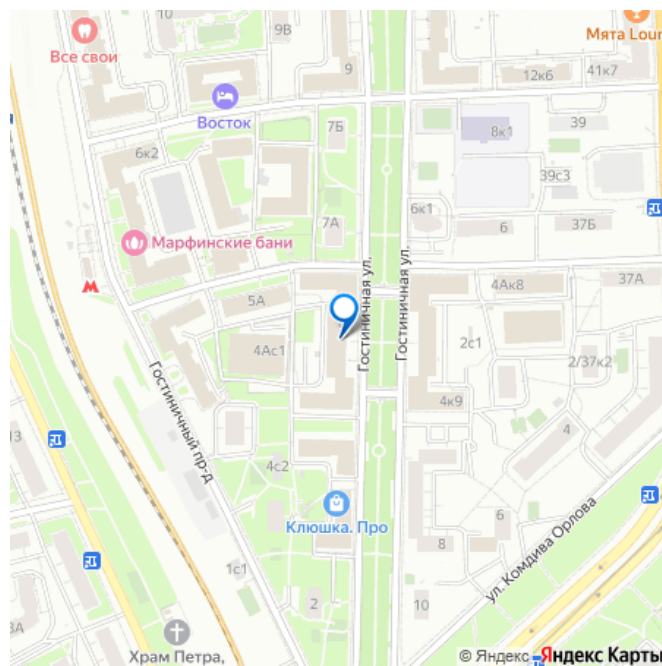 10
9В
Мята Loun
Все свои
9
12к6
41к7
Восток
7Б
8к1
39
6к2
39с3
6к1
7А
6
37Б
Марфинские бани
М
Гостиничная ул.
Гостиничная ул.
5А
4Ак8
37А
4Ас1
2с1
2/37к2
Гостиничный пр-д
4к9
4
13
4с2
Клюшка. Про
ул. Комдива Орлова
6
8
1с1
2
10
3А
Храм Петра,
© Яндекс
Яндекс Карты